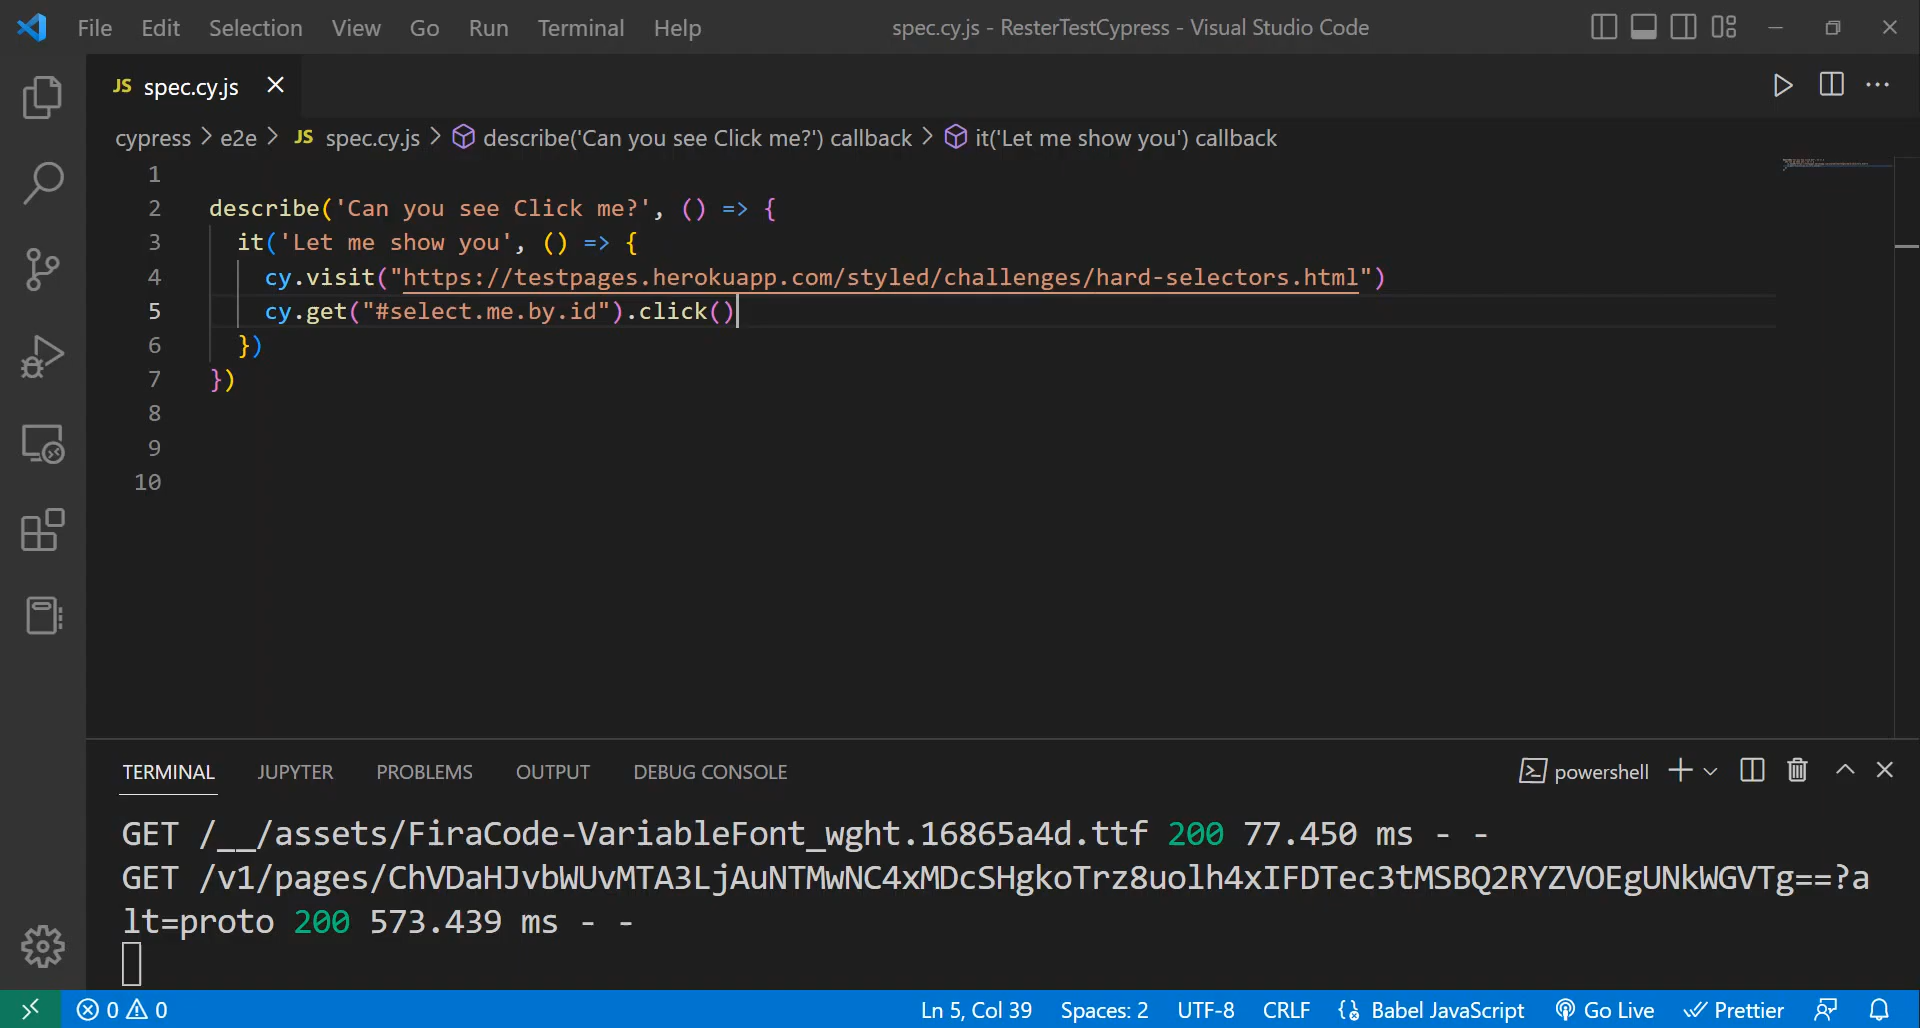 File Edit Selection View Go Run Terminal Help spec.cy.js - ResterTestCypress - Visual Studio Code
JS spec.cy.js
cypress > e2e > JS spec.cy.js > describe('Can you see Click me?') callback > it('Let me show you') callback
1
2 describe('Can you see Click me?', () => {
3 it('Let me show you', () => {
4 cy.visit("https://testpages.herokuapp.com/styled/challenges/hard-selectors.html")
5 cy.get("#select.me.by.id").click()
6 })
7 })
8
9
10
TERMINAL JUPYTER PROBLEMS OUTPUT DEBUG CONSOLE powershell
GET /__/assets/FiraCode-VariableFont_wght.16865a4d.ttf 200 77.450 ms - -
GET /v1/pages/ChVDaHJvbWUvMTA3LjAuNTMwNC4xMDcSHgkoTrz8uolh4xIFDTec3tMSBQ2RYZVOEgUNkWGVTg==?a
lt=proto 200 573.439 ms - -
0 0 Ln 5, Col 39 Spaces: 2 UTF-8 CRLF Babel JavaScript Go Live Prettier